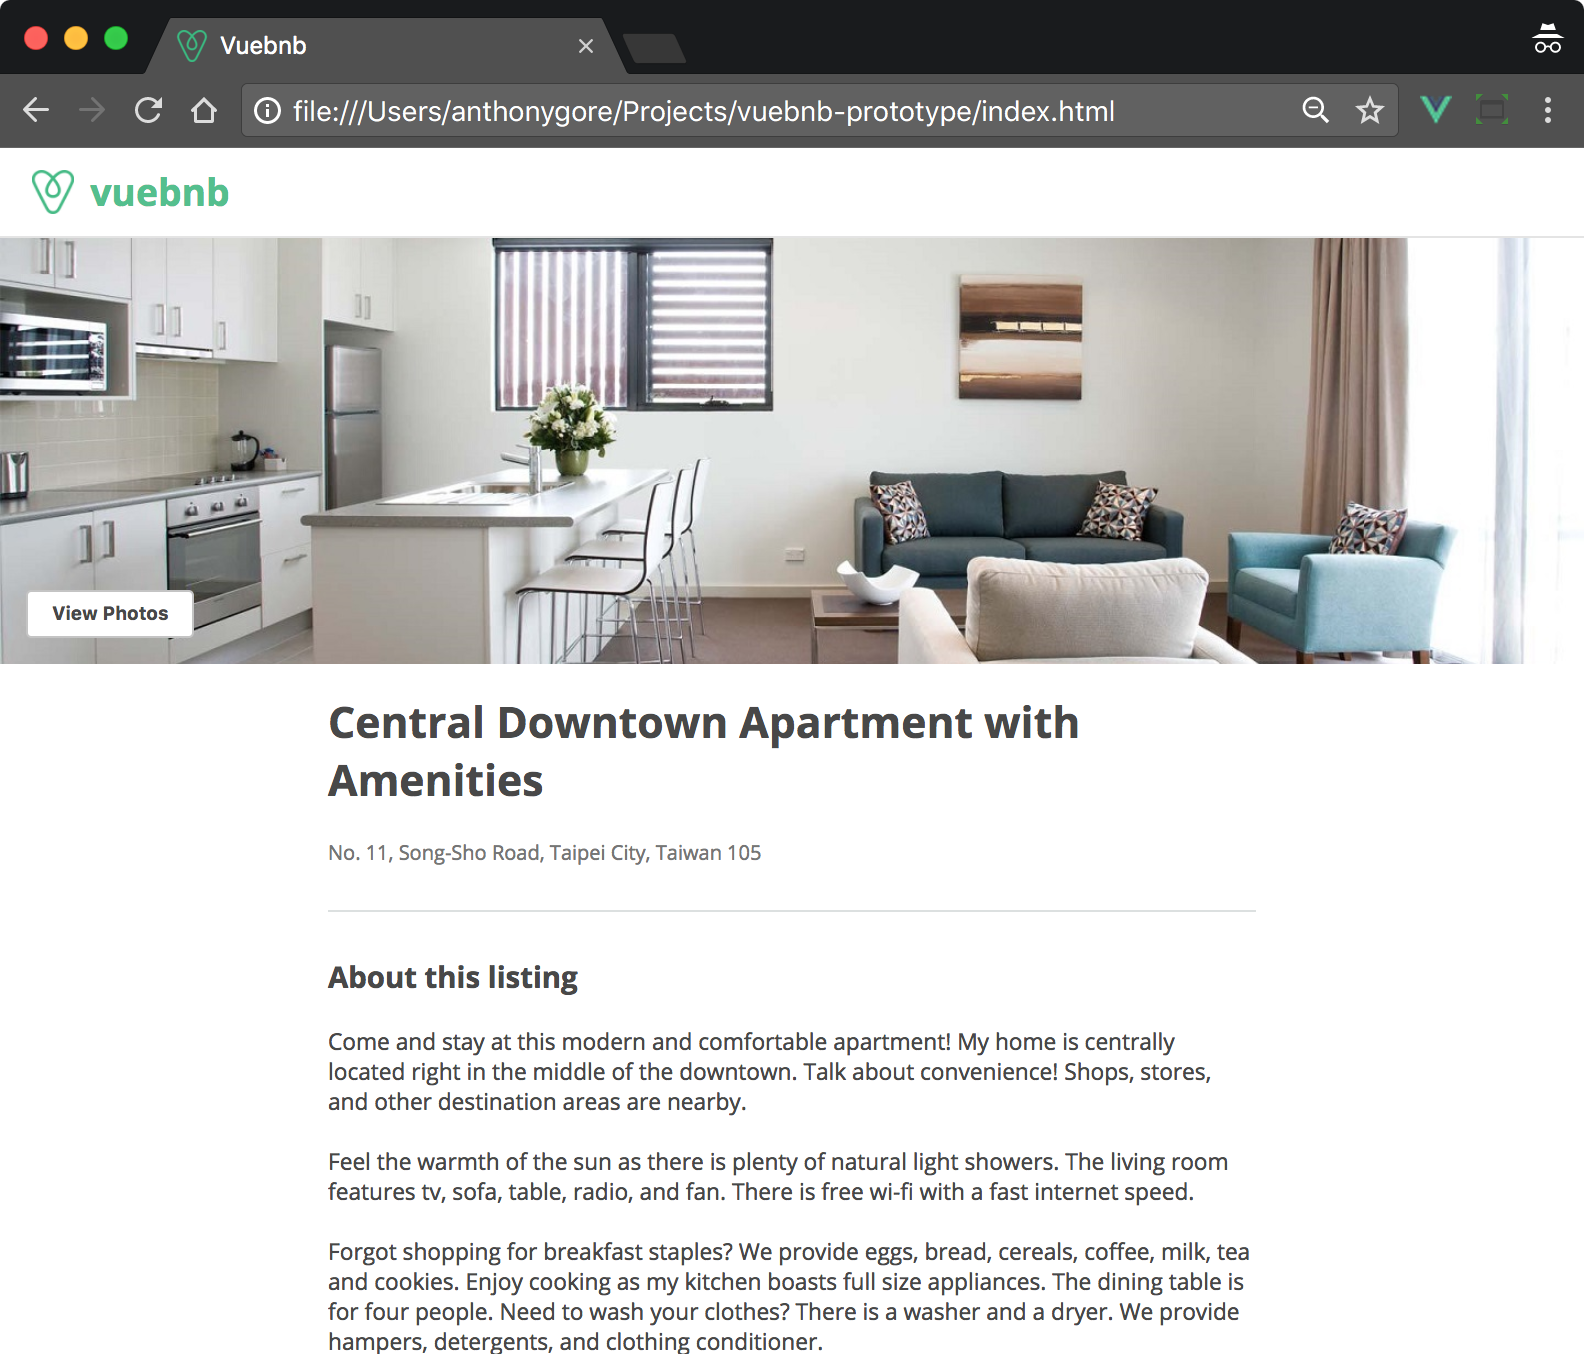 Vuebnb
file:///Users/anthonygore/Projects/vuebnb-prototype/index.html
vuebnb
View Photos
Central Downtown Apartment with
Amenities
No. 11, Song-Sho Road, Taipei City, Taiwan 105
About this listing
Come and stay at this modern and comfortable apartment! My home is centrally
located right in the middle of the downtown. Talk about convenience! Shops, stores,
and other destination areas are nearby.
Feel the warmth of the sun as there is plenty of natural light showers. The living room
features tv, sofa, table, radio, and fan. There is free wi-fi with a fast internet speed.
Forgot shopping for breakfast staples? We provide eggs, bread, cereals, coffee, milk, tea
and cookies. Enjoy cooking as my kitchen boasts full size appliances. The dining table is
for four people. Need to wash your clothes? There is a washer and a dryer. We provide
hampers, detergents, and clothing conditioner.